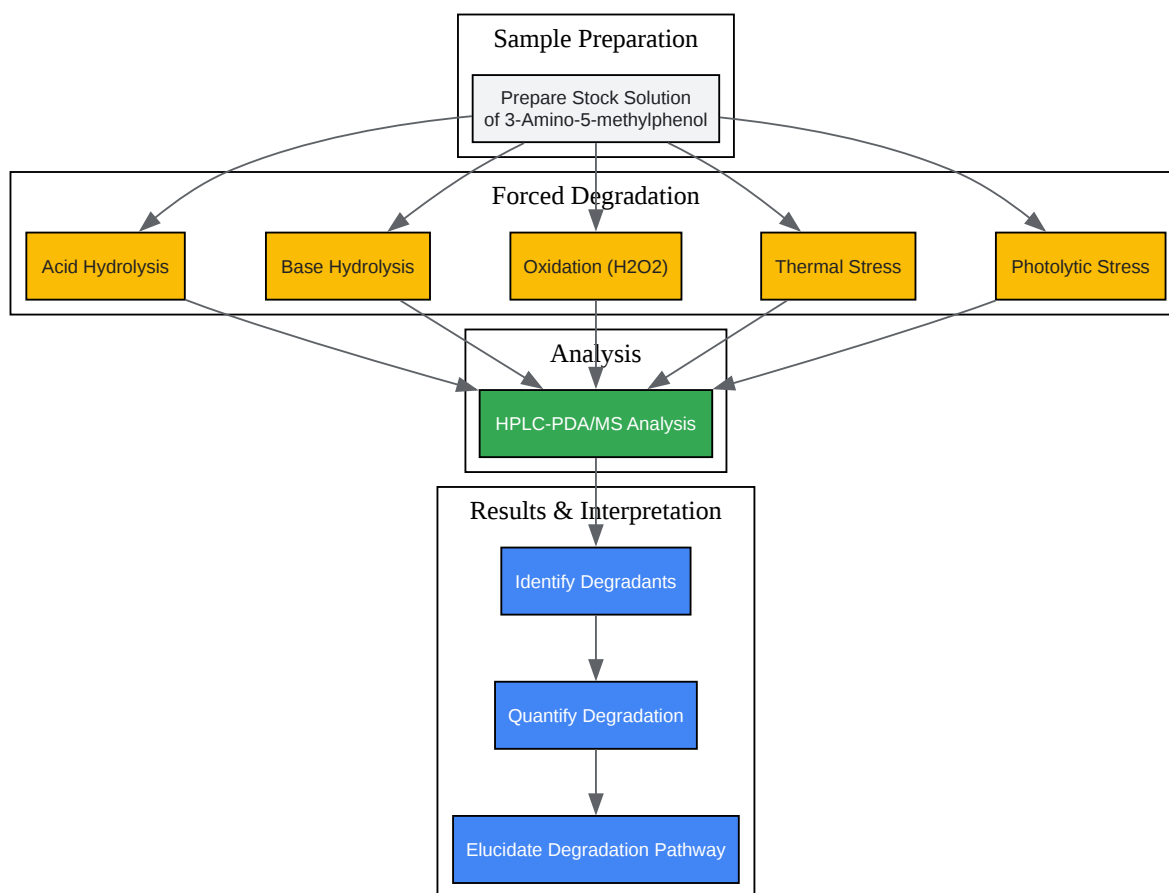 Sample Preparation
Prepare Stock Solution
of 3-Amino-5-methylphenol
Forced Degradation
Acid Hydrolysis
Base Hydrolysis
Oxidation (H2O2)
Thermal Stress
Photolytic Stress
Analysis
HPLC-PDA/MS Analysis
Results & Interpretation
Identify Degradants
Quantify Degradation
Elucidate Degradation Pathway